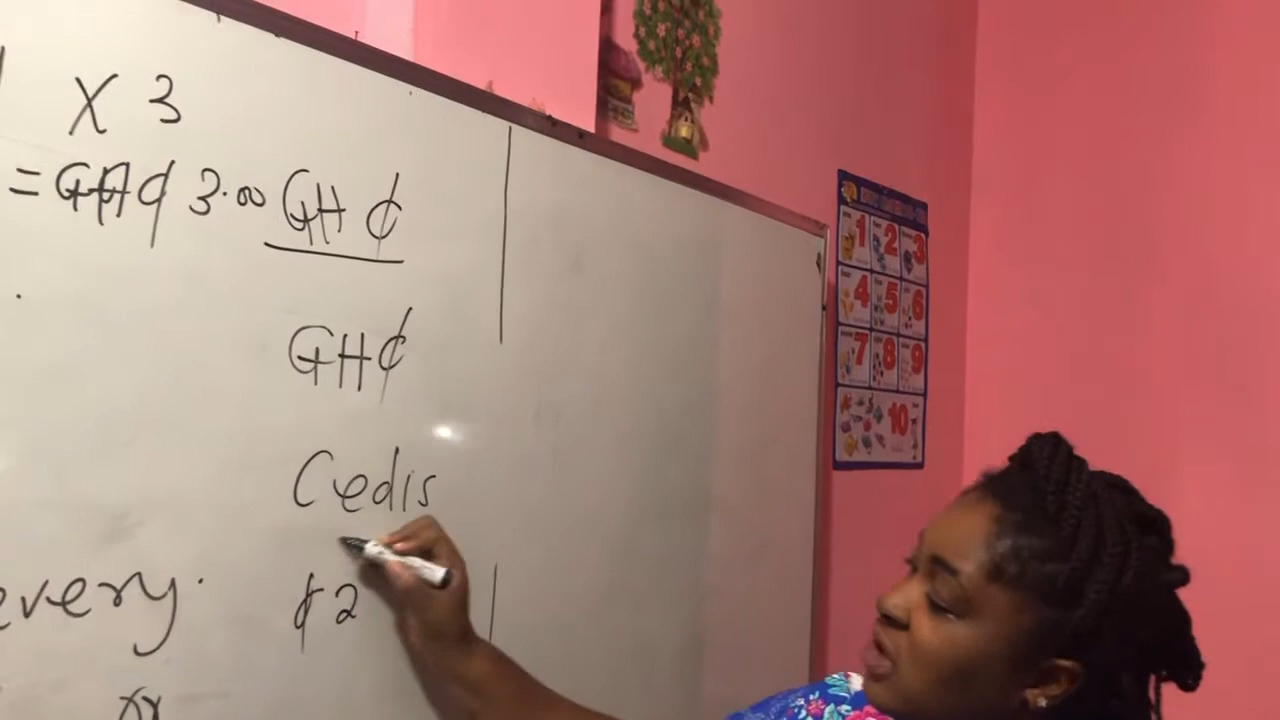 X 3
= GH₵ 3.00 GH ₵
GH₵
Cedis
every.
₵2
1 2 3
4 5 6
7 8 9
10